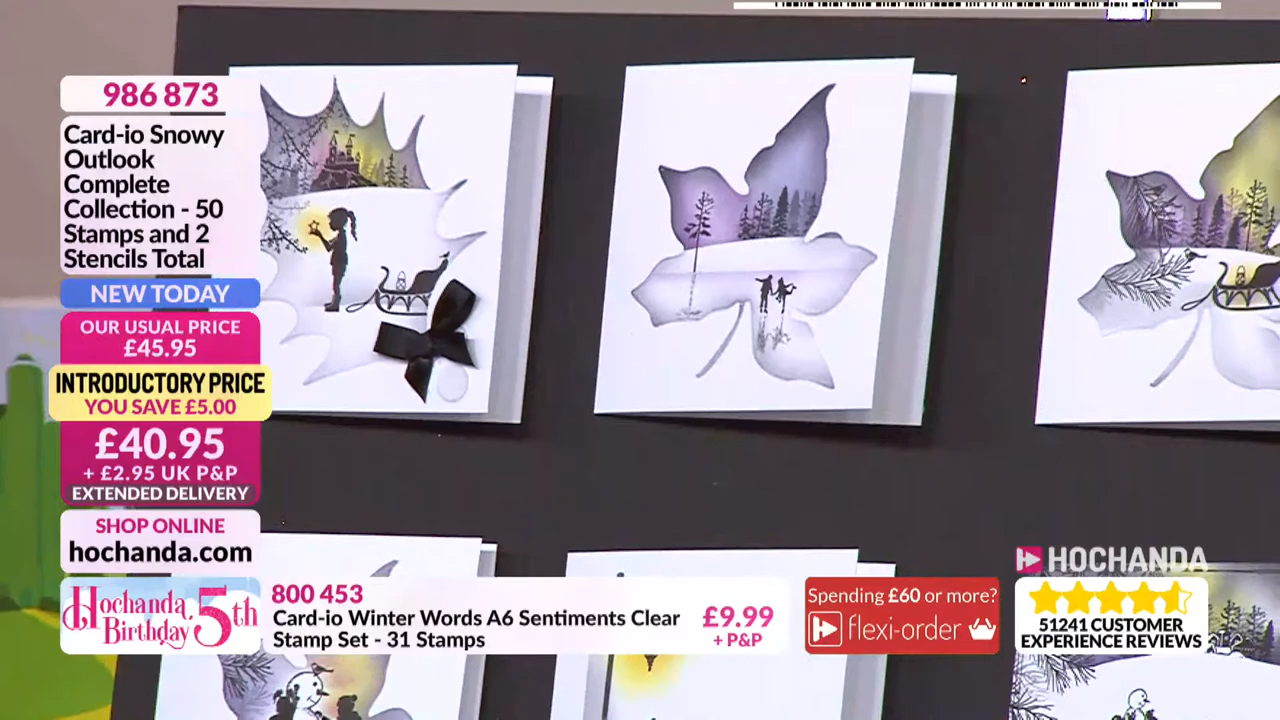 986 873
Card-io Snowy
Outlook
Complete
Collection - 50
Stamps and 2
Stencils Total
NEW TODAY
OUR USUAL PRICE
£45.95
INTRODUCTORY PRICE
YOU SAVE £5.00
£40.95
+ £2.95 UK P&P
EXTENDED DELIVERY
SHOP ONLINE
hochanda.com
Hochanda
Birthday
5th
800 453
Card-io Winter Words A6 Sentiments Clear
Stamp Set - 31 Stamps
£9.99
+ P&P
Spending £60 or more?
flexi-order
HOCHANDA
51241 CUSTOMER
EXPERIENCE REVIEWS